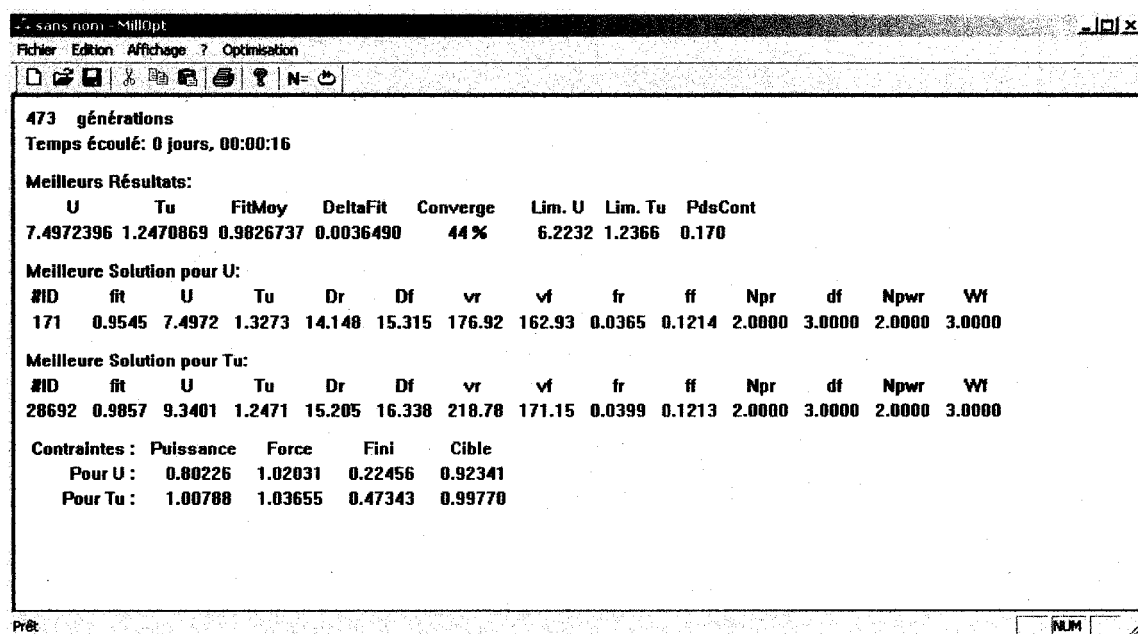 sans nom - MillOpt
Fichier Edition Affichage ? Optimisation
N=
473 générations
Temps écoulé: 0 jours, 00:00:16
Meilleurs Résultats:
U Tu FitMoy DeltaFit Converge Lim. U Lim. Tu PdsCont
7.4972396 1.2470869 0.9826737 0.0036490 44 % 6.2232 1.2366 0.170
Meilleure Solution pour U:
#ID fit U Tu Dr Df vr vf fr ff Npr df Npwr Wf
171 0.9545 7.4972 1.3273 14.148 15.315 176.92 162.93 0.0365 0.1214 2.0000 3.0000 2.0000 3.0000
Meilleure Solution pour Tu:
#ID fit U Tu Dr Df vr vf fr ff Npr df Npwr Wf
28692 0.9857 9.3401 1.2471 15.205 16.338 218.78 171.15 0.0399 0.1213 2.0000 3.0000 2.0000 3.0000
Contraintes : Puissance Force Fini Cible
Pour U : 0.80226 1.02031 0.22456 0.92341
Pour Tu : 1.00788 1.03655 0.47343 0.99770
Prêt NUM